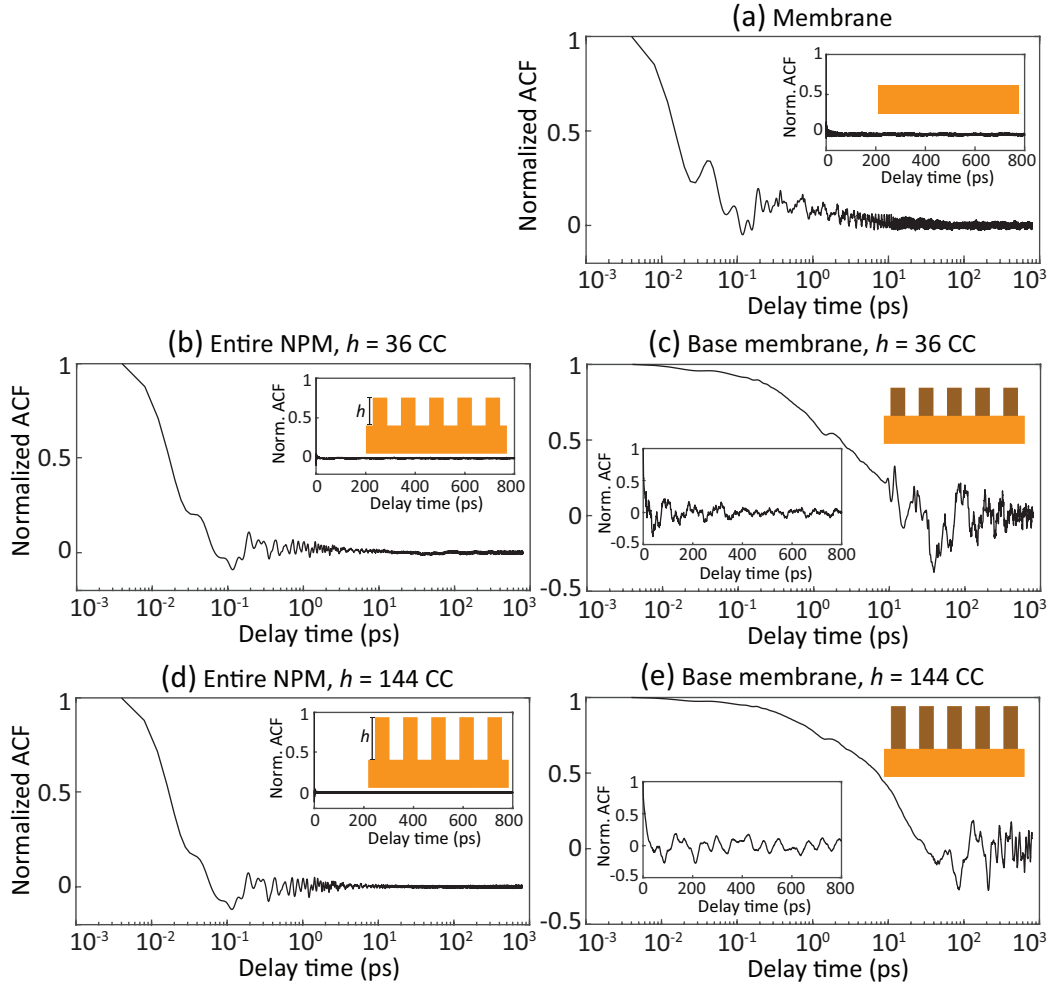 (a) Membrane
Normalized ACF
1
0.5
0
Norm. ACF
1
0.5
0
0 200 400 600 800
Delay time (ps)
10-3 10-2 10-1 100 101 102 103
Delay time (ps)
(b) Entire NPM, h = 36 CC
Normalized ACF
1
0.5
0
Norm. ACF
1
0.5
0
h
0 200 400 600 800
Delay time (ps)
10-3 10-2 10-1 100 101 102 103
Delay time (ps)
(c) Base membrane, h = 36 CC
1
0.5
0
-0.5
Norm. ACF
1
0.5
0
-0.5
0 200 400 600 800
Delay time (ps)
10-3 10-2 10-1 100 101 102 103
Delay time (ps)
(d) Entire NPM, h = 144 CC
Normalized ACF
1
0.5
0
Norm. ACF
1
0.5
0
h
0 200 400 600 800
Delay time (ps)
10-3 10-2 10-1 100 101 102 103
Delay time (ps)
(e) Base membrane, h = 144 CC
1
0.5
0
-0.5
Norm. ACF
1
0.5
0
-0.5
0 200 400 600 800
Delay time (ps)
10-3 10-2 10-1 100 101 102 103
Delay time (ps)